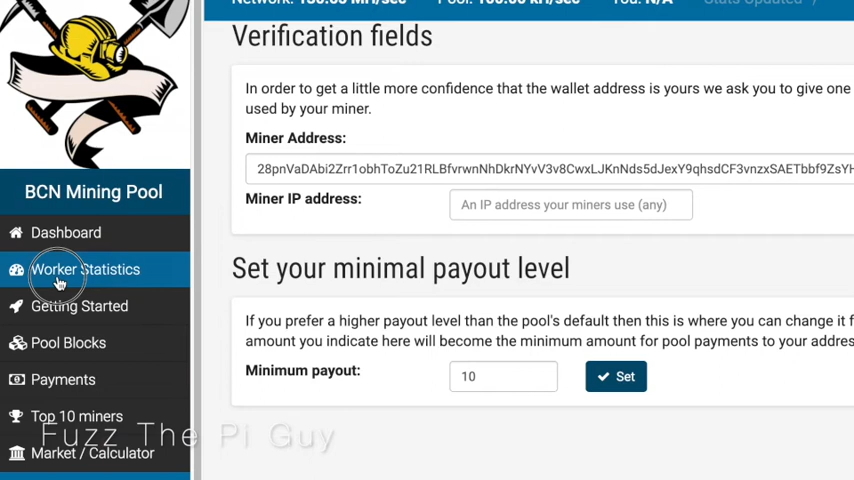 BCN Mining Pool
Dashboard
Worker Statistics
Getting Started
Pool Blocks
Payments
Top 10 miners
Market / Calculator
Verification fields
In order to get a little more confidence that the wallet address is yours we ask you to give one
used by your miner.
Miner Address:
28pnVaDAbi2Zrr1obhToZu21RLBfvrwnNhDkrNYvV3v8CwxLJKnNds5dJexY9qhsdCF3vnzxSAETbbf9ZsYH
Miner IP address:
An IP address your miners use (any)
Set your minimal payout level
If you prefer a higher payout level than the pool's default then this is where you can change it f
amount you indicate here will become the minimum amount for pool payments to your addres
Minimum payout:
10
Set
Fuzz The Pi Guy